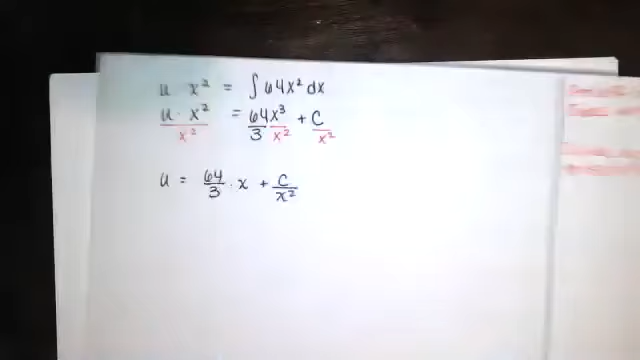 u x² = ∫ 64x² dx
u · x² / x² = 64x³ / 3 x² + C / x²
u = 64/3 · x + C/x²